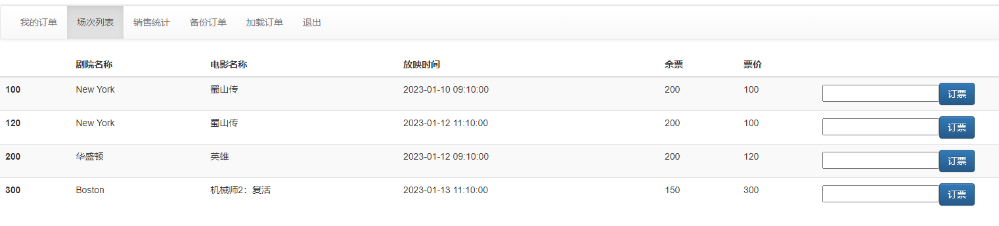 我的订单 场次列表 销售统计 备份订单 加载订单 退出
剧院名称 电影名称 放映时间 余票 票价
100 New York 蜀山传 2023-01-10 09:10:00 200 100 订票
120 New York 蜀山传 2023-01-12 11:10:00 200 100 订票
200 华盛顿 英雄 2023-01-12 09:10:00 200 120 订票
300 Boston 机械师2：复活 2023-01-13 11:10:00 150 300 订票